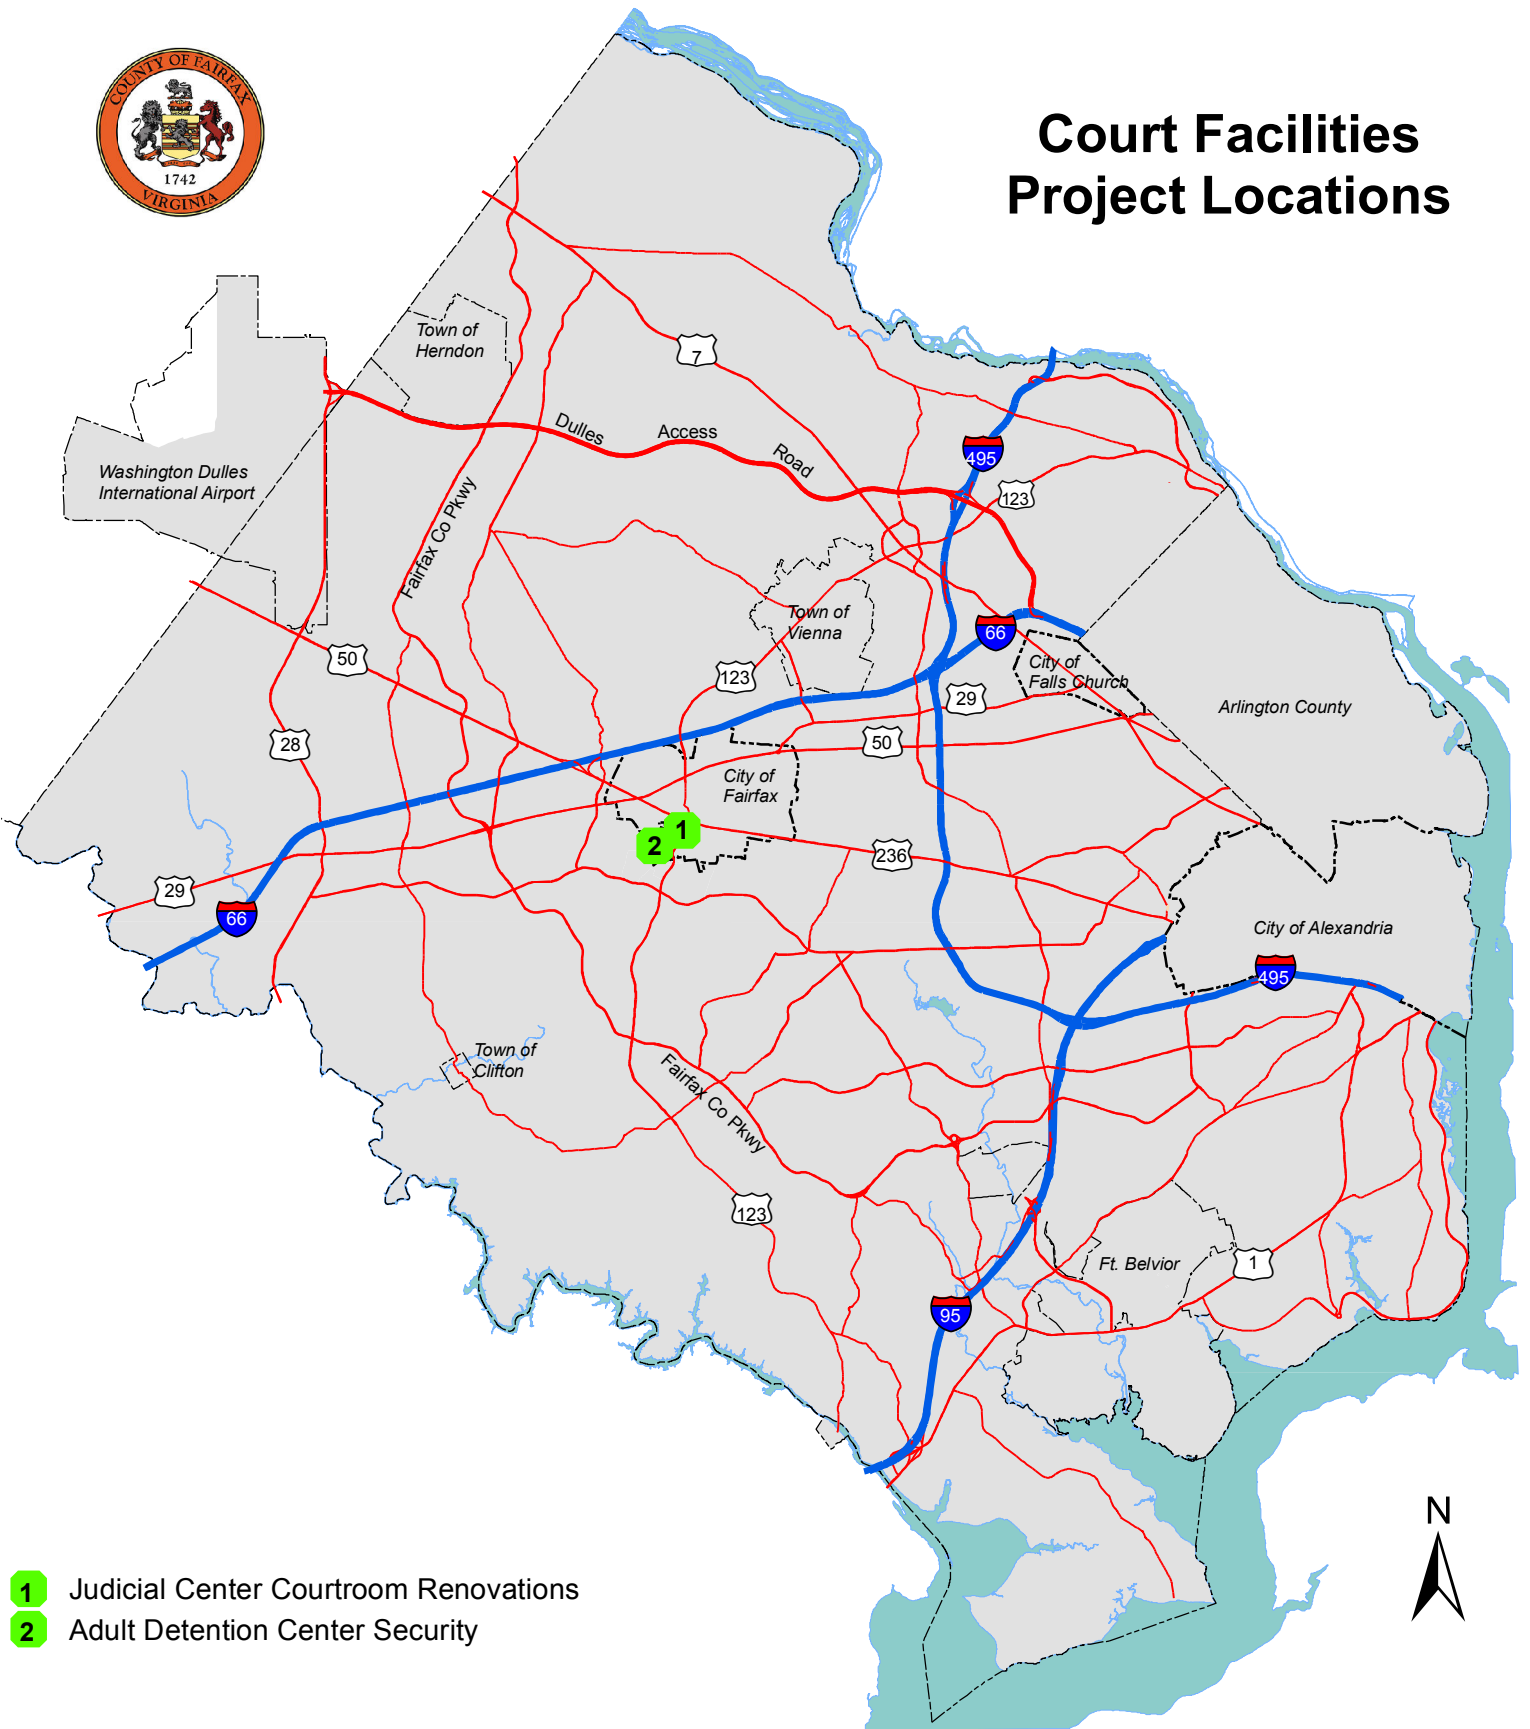 COUNTY OF FAIRFAX
1742
VIRGINIA
Court Facilities
Project Locations
Town of
Herndon
7
Dulles Access Road
495
123
Washington Dulles
International Airport
Fairfax Co Pkwy
Town of
Vienna
66
50
123
City of
Falls Church
29
Arlington County
28
50
City of
Fairfax
1
2
236
29
66
City of Alexandria
495
Town of
Clifton
Fairfax Co Pkwy
123
Ft. Belvior
1
95
N
1 Judicial Center Courtroom Renovations
2 Adult Detention Center Security